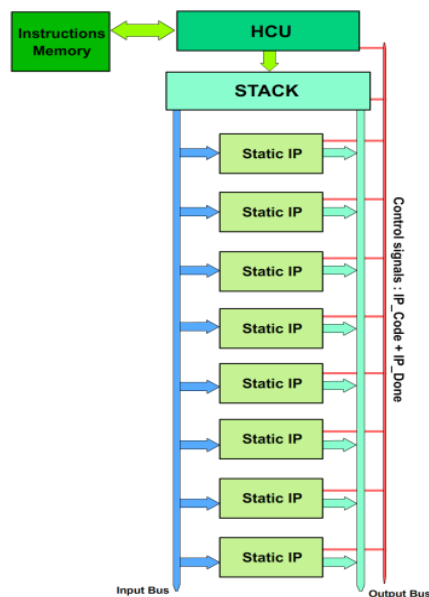 Instructions
Memory
HCU
STACK
Static IP
Static IP
Static IP
Static IP
Static IP
Static IP
Static IP
Static IP
Control signals : IP_Code + IP_Done
Input Bus
Output Bus